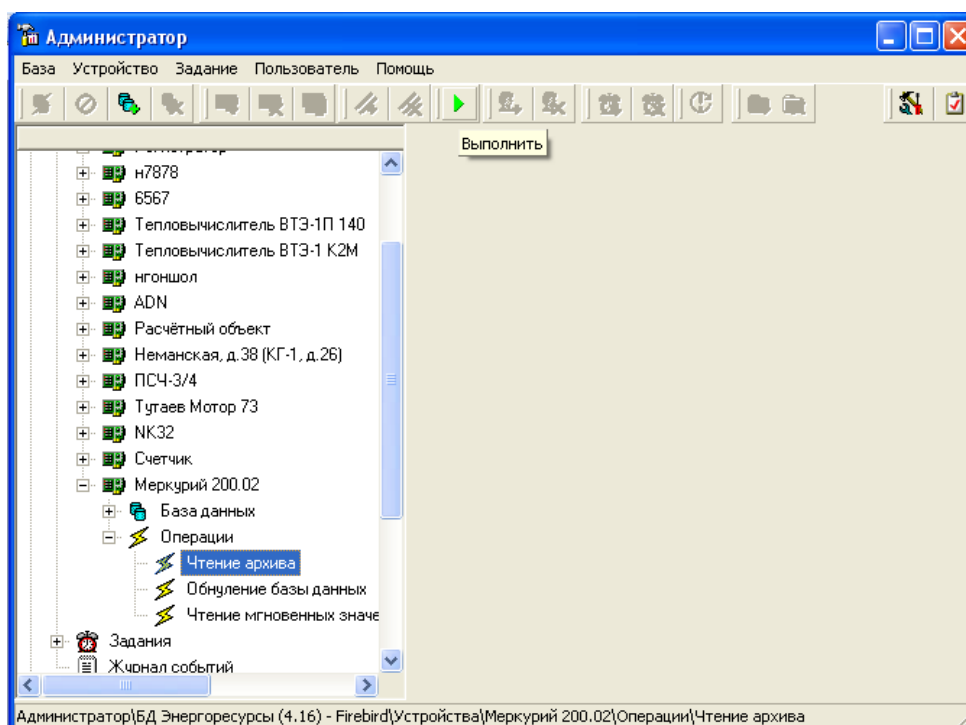 Администратор
База Устройство Задание Пользователь Помощь
Выполнить
н7878
6567
Тепловычислитель ВТЭ-1П 140
Тепловычислитель ВТЭ-1 К2М
нгоншол
ADN
Расчётный объект
Неманская, д.38 (КГ-1, д.26)
ПСЧ-3/4
Тутаев Мотор 73
NK32
Счетчик
Меркурий 200.02
База данных
Операции
Чтение архива
Обнуление базы данных
Чтение мгновенных значе
Задания
Журнал событий
Администратор\БД Энергоресурсы (4.16) - Firebird\Устройства\Меркурий 200.02\Операции\Чтение архива